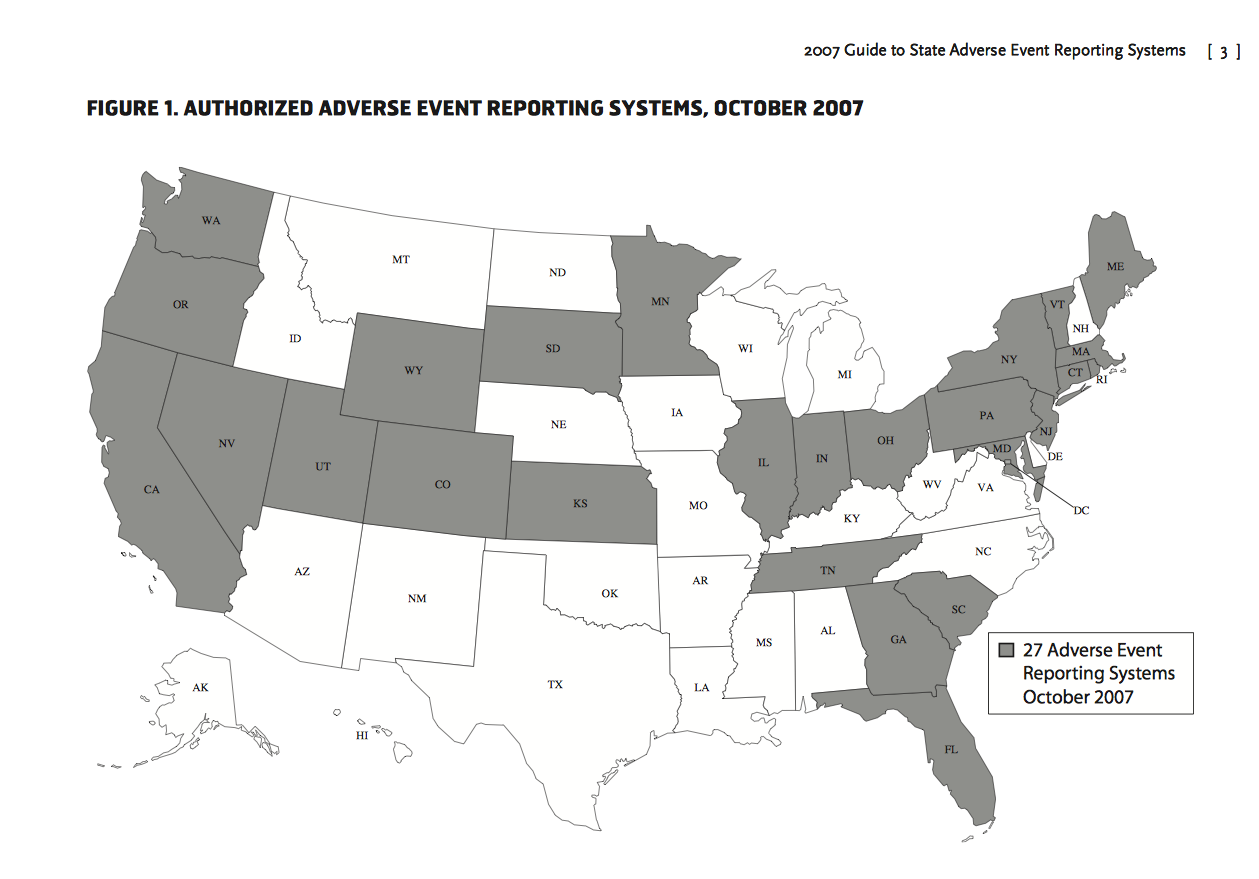 2007 Guide to State Adverse Event Reporting Systems [ 3 ]
FIGURE 1. AUTHORIZED ADVERSE EVENT REPORTING SYSTEMS, OCTOBER 2007
WA
MT
ND
MN
ME
VT
NH
OR
ID
SD
WI
MI
NY
MA
CT
RI
WY
IA
NE
PA
NJ
NV
UT
CO
CA
KS
IL
IN
OH
MD
DE
WV
VA
DC
MO
KY
NC
AZ
NM
OK
AR
TN
SC
MS
AL
GA
AK
HI
TX
LA
FL
27 Adverse Event
Reporting Systems
October 2007